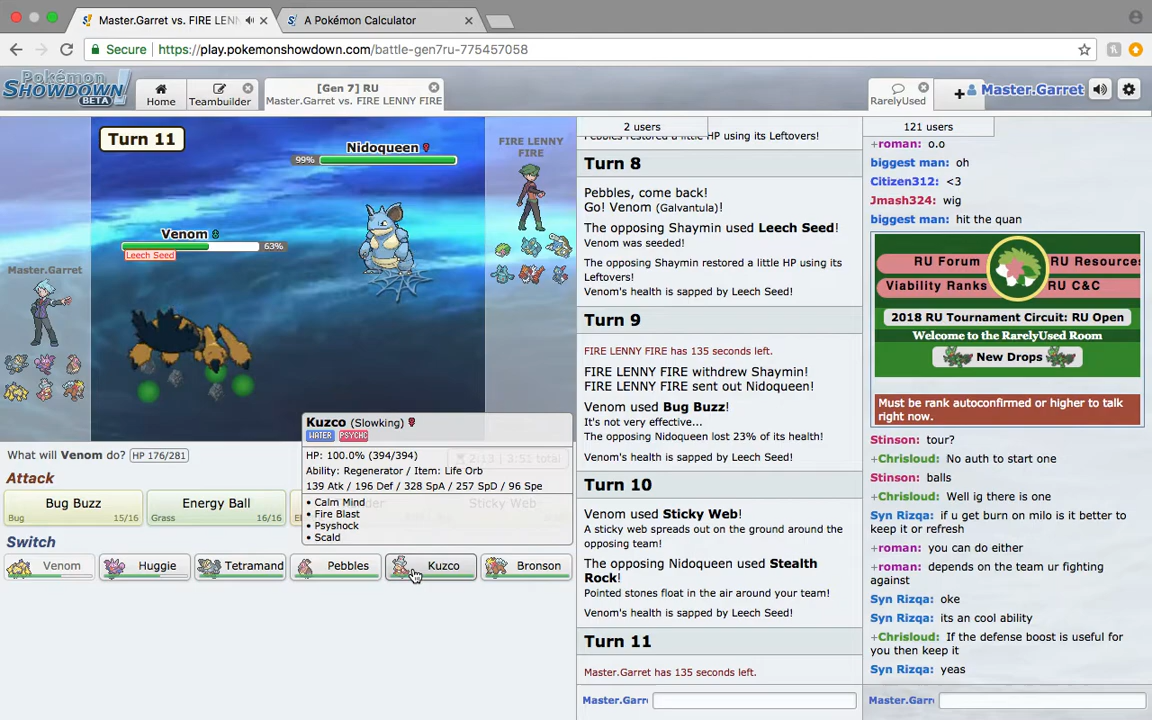 Master.Garret vs. FIRE LENN
A Pokémon Calculator
Secure
https://play.pokemonshowdown.com/battle-gen7ru-775457058
Pokémon
SHOWDOWN
BETA
Home
Teambuilder
[Gen 7] RU
Master.Garret vs. FIRE LENNY FIRE
RarelyUsed
Master.Garret
Turn 11
Nidoqueen
99%
Venom
63%
Leech Seed
Master.Garret
FIRE LENNY
FIRE
What will Venom do? HP 176/281
Attack
Bug Buzz
Bug 15/16
Energy Ball
Grass 16/16
Sticky Web
Switch
Venom
Huggie
Tetramand
Pebbles
Kuzco
Bronson
Kuzco (Slowking)
WATER PSYCHC
HP: 100.0% (394/394)
Ability: Regenerator / Item: Life Orb
139 Atk / 196 Def / 328 SpA / 257 SpD / 96 Spe
• Calm Mind
• Fire Blast
• Psyshock
• Scald
2 users
Pebbles restored a little HP using its Leftovers!
Turn 8
Pebbles, come back!
Go! Venom (Galvantula)!
The opposing Shaymin used Leech Seed!
Venom was seeded!
The opposing Shaymin restored a little HP using its
Leftovers!
Venom's health is sapped by Leech Seed!
Turn 9
FIRE LENNY FIRE has 135 seconds left.
FIRE LENNY FIRE withdrew Shaymin!
FIRE LENNY FIRE sent out Nidoqueen!
Venom used Bug Buzz!
It's not very effective...
The opposing Nidoqueen lost 23% of its health!
Venom's health is sapped by Leech Seed!
Turn 10
Venom used Sticky Web!
A sticky web spreads out on the ground around the
opposing team!
The opposing Nidoqueen used Stealth
Rock!
Pointed stones float in the air around your team!
Venom's health is sapped by Leech Seed!
Turn 11
Master.Garret has 135 seconds left.
Master.Garr
121 users
+roman: o.o
biggest man: oh
Citizen312: <3
Jmash324: wig
biggest man: hit the quan
RU Forum
RU Resources
Viability Ranks
RU C&C
2018 RU Tournament Circuit: RU Open
Welcome to the RarelyUsed Room
New Drops
Must be rank autoconfirmed or higher to talk
right now.
Stinson: tour?
+Chrisloud: No auth to start one
Stinson: balls
+Chrisloud: Well ig there is one
Syn Rizqa: if u get burn on milo is it better to
keep it or refresh
+roman: you can do either
+roman: depends on the team ur fighting
against
Syn Rizqa: oke
Syn Rizqa: its an cool ability
+Chrisloud: If the defense boost is useful for
you then keep it
Syn Rizqa: yeas
Master.Garr